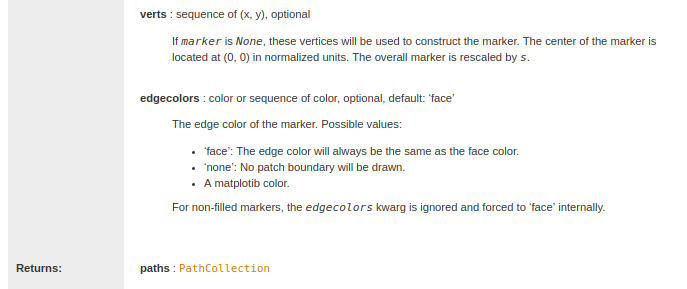 verts : sequence of (x, y), optional
If marker is None, these vertices will be used to construct the marker. The center of the marker is
located at (0, 0) in normalized units. The overall marker is rescaled by s.
edgecolors : color or sequence of color, optional, default: ‘face’
The edge color of the marker. Possible values:
• ‘face’: The edge color will always be the same as the face color.
• ‘none’: No patch boundary will be drawn.
• A matplotib color.
For non-filled markers, the edgecolors kwarg is ignored and forced to ‘face’ internally.
Returns: paths : PathCollection